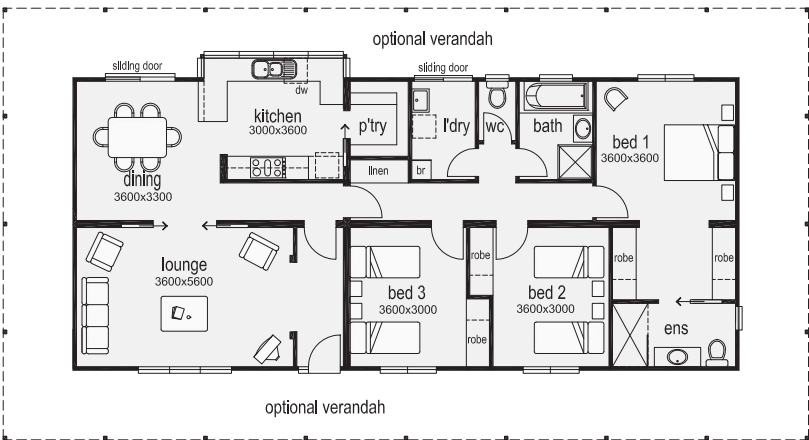 optional verandah
sliding door
sliding door
dw
kitchen
3000x3600
p'try
l'dry
wc
bath
bed 1
3600x3600
dining
3600x3300
linen
br
lounge
3600x5600
robe
robe
robe
bed 3
3600x3000
bed 2
3600x3000
robe
ens
optional verandah